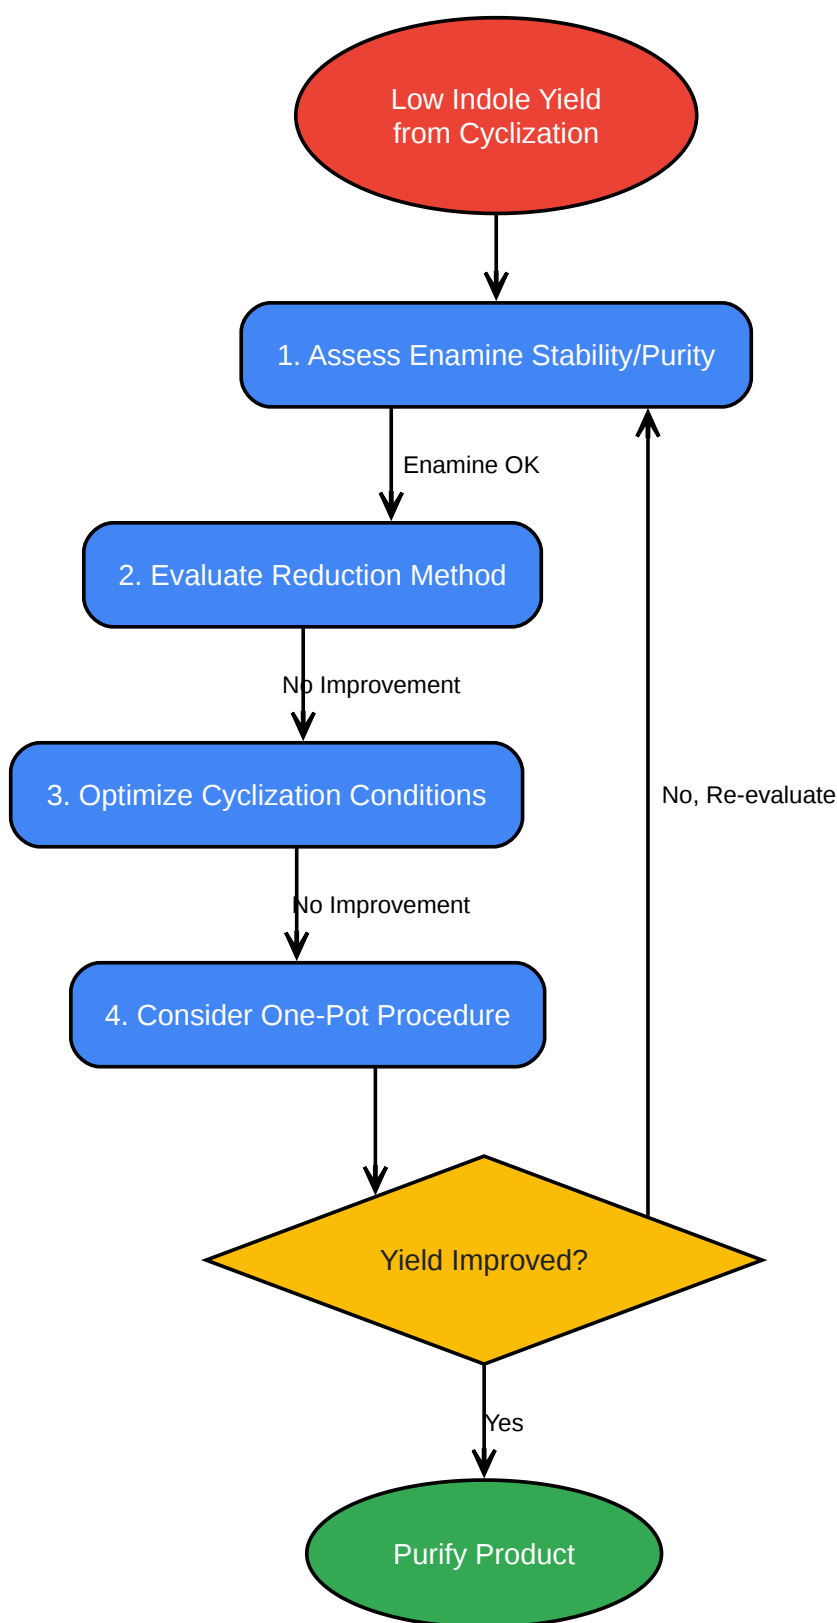 Low Indole Yield
from Cyclization
1. Assess Enamine Stability/Purity
Enamine OK
2. Evaluate Reduction Method
No Improvement
3. Optimize Cyclization Conditions
No, Re-evaluate
No Improvement
4. Consider One-Pot Procedure
Yield Improved?
Yes
Purify Product